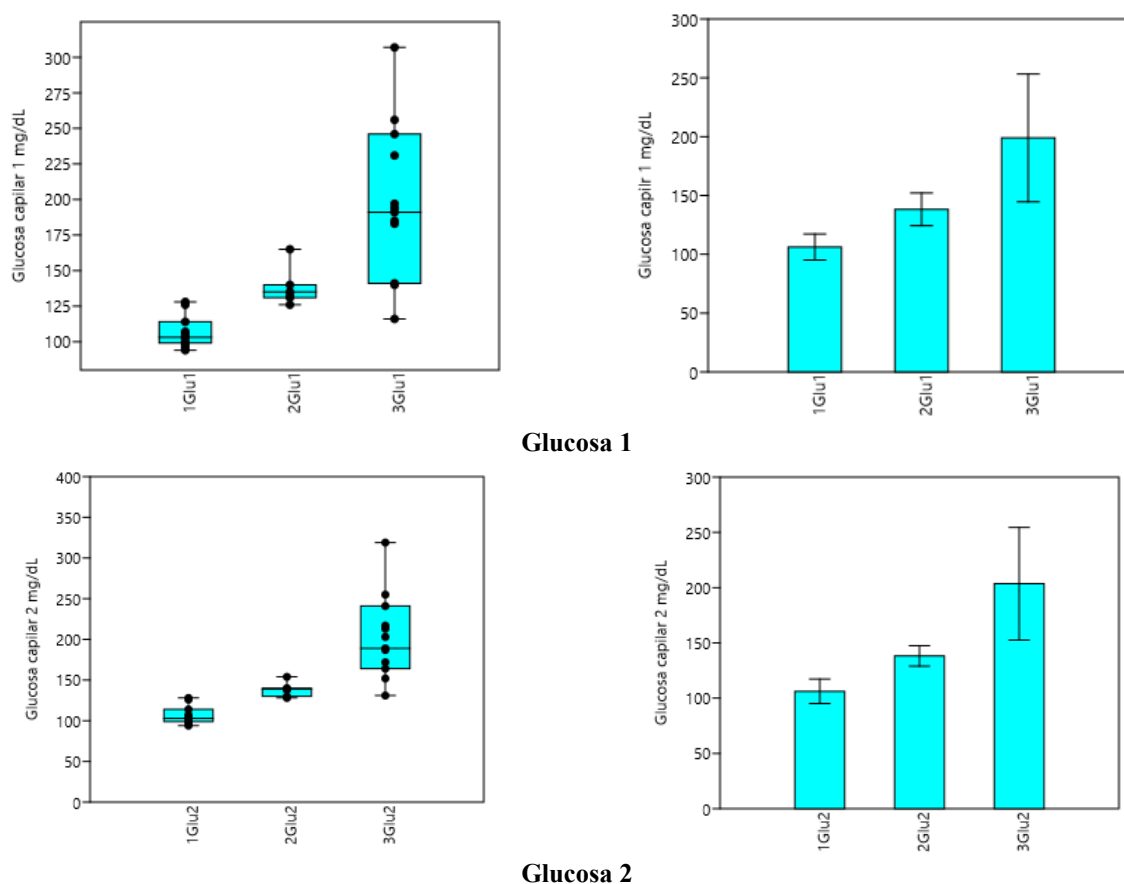 Glucosa capilar 1 mg/dL
300
275
250
225
200
175
150
125
100
1Glu1
2Glu1
3Glu1
Glucosa capilr 1 mg/dL
300
250
200
150
100
50
0
1Glu1
2Glu1
3Glu1
Glucosa 1
Glucosa capilar 2 mg/dL
400
350
300
250
200
150
100
50
0
1Glu2
2Glu2
3Glu2
Glucosa capilar 2 mg/dL
300
250
200
150
100
50
0
1Glu2
2Glu2
3Glu2
Glucosa 2